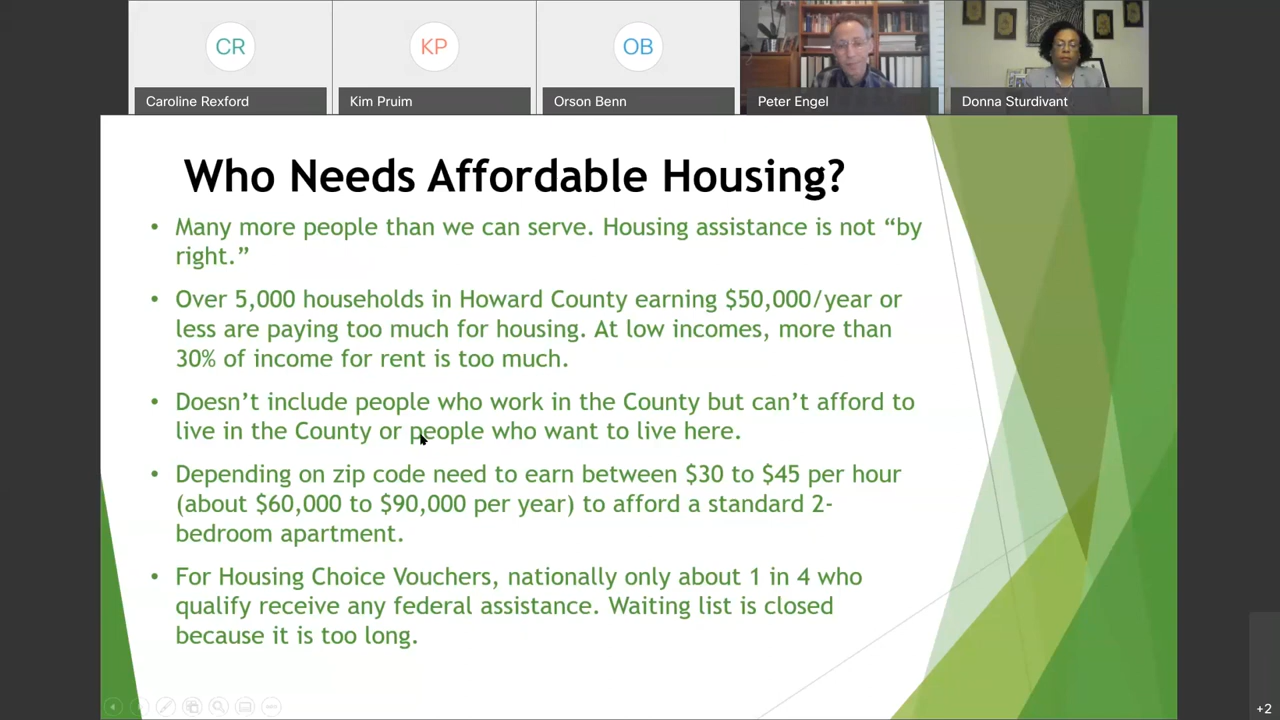 CR
KP
OB
Caroline Rexford
Kim Pruim
Orson Benn
Peter Engel
Donna Sturdivant
Who Needs Affordable Housing?
• Many more people than we can serve. Housing assistance is not “by
right.”
• Over 5,000 households in Howard County earning $50,000/year or
less are paying too much for housing. At low incomes, more than
30% of income for rent is too much.
• Doesn’t include people who work in the County but can’t afford to
live in the County or people who want to live here.
• Depending on zip code need to earn between $30 to $45 per hour
(about $60,000 to $90,000 per year) to afford a standard 2-
bedroom apartment.
• For Housing Choice Vouchers, nationally only about 1 in 4 who
qualify receive any federal assistance. Waiting list is closed
because it is too long.
+2